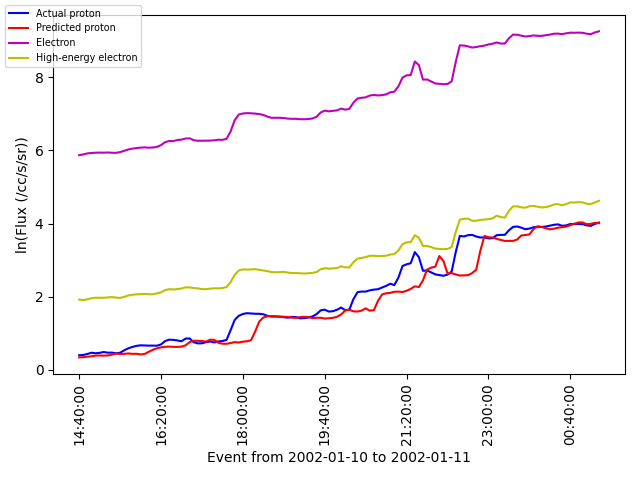 Actual proton
Predicted proton
Electron
High-energy electron
ln(Flux (/cc/s/sr))
8
6
4
2
0
14:40:00
16:20:00
18:00:00
19:40:00
21:20:00
23:00:00
00:40:00
Event from 2002-01-10 to 2002-01-11